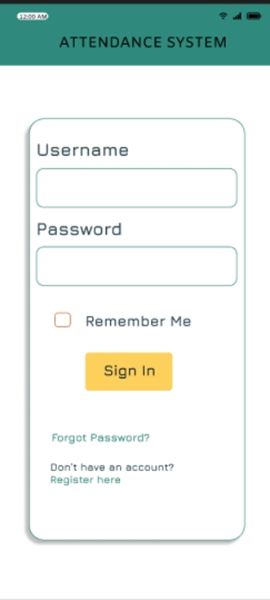 12:00 AM
ATTENDANCE SYSTEM
Username
Password
Remember Me
Sign In
Forgot Password?
Don't have an account?
Register here